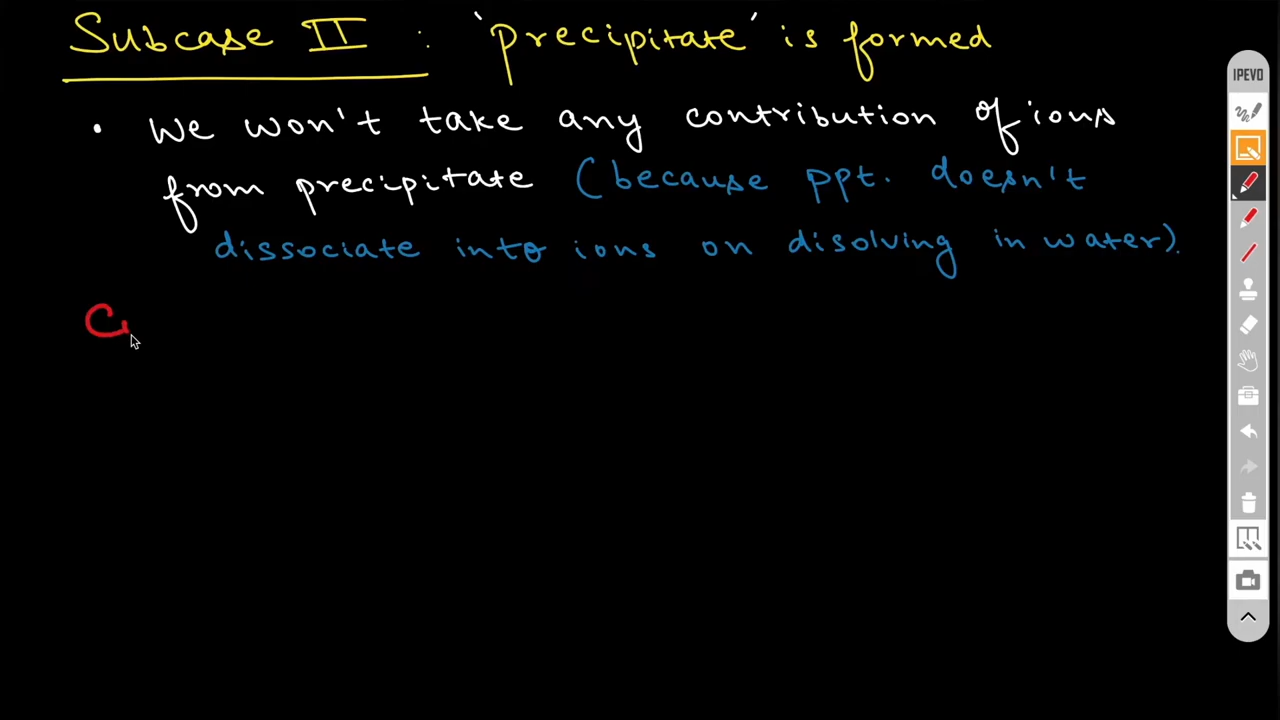 Subcase II : 'precipitate' is formed
• We won't take any contribution of ions
from precipitate (because ppt. doesn't
dissociate into ions on disolving in water).
C
IPEVO